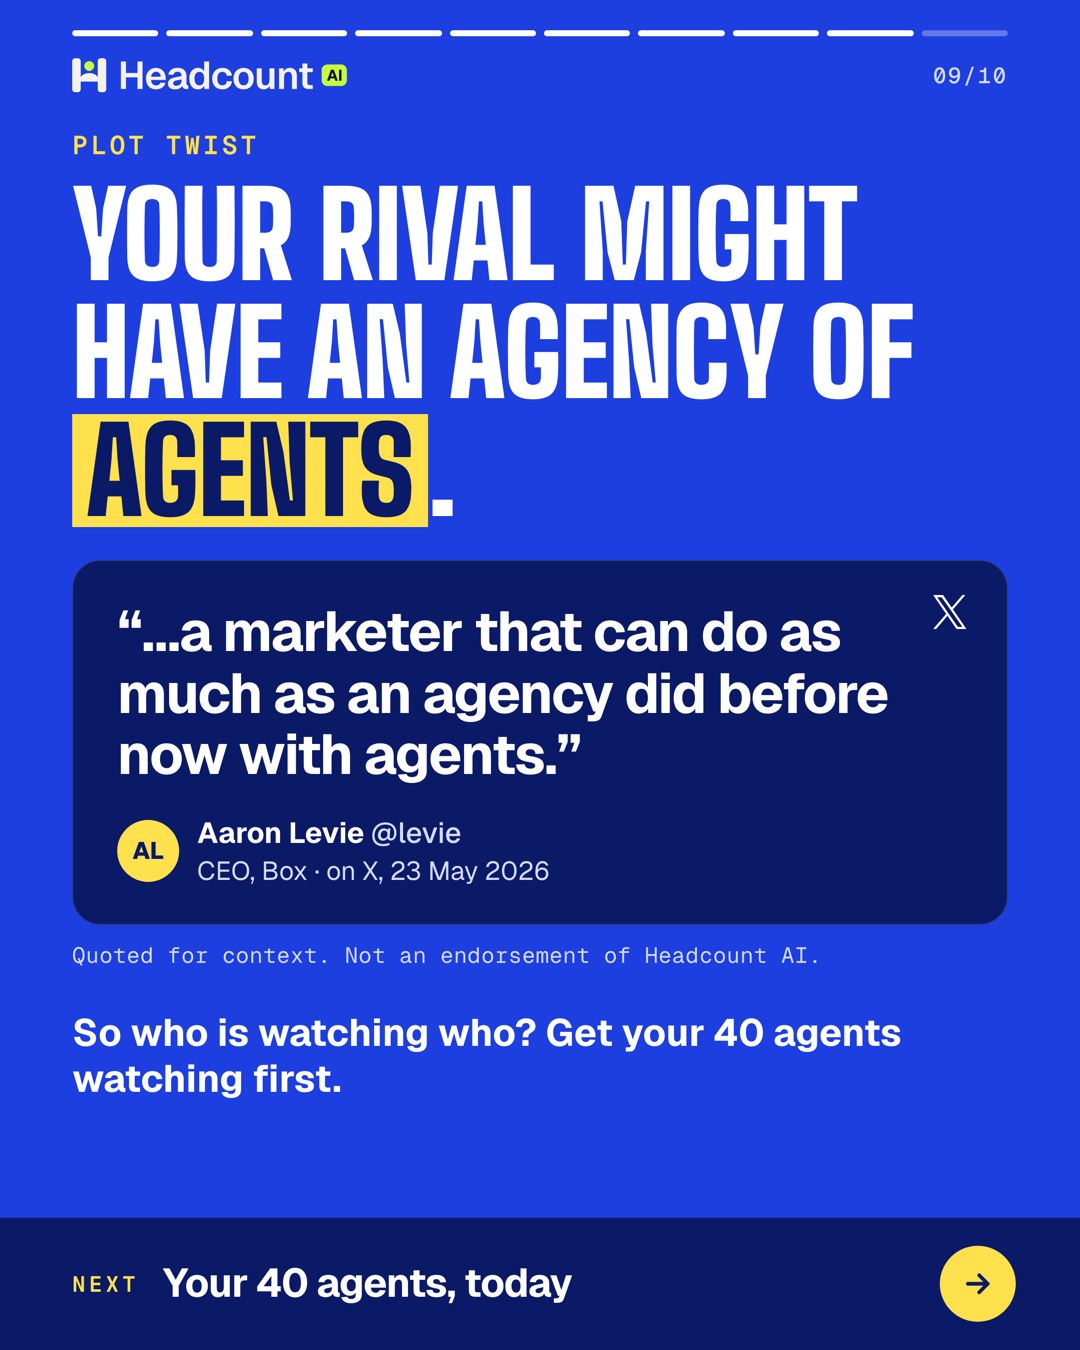 Headcount AI
09/10
PLOT TWIST
YOUR RIVAL MIGHT
HAVE AN AGENCY OF
AGENTS.
“...a marketer that can do as
much as an agency did before
now with agents.”
AL
Aaron Levie @levie
CEO, Box · on X, 23 May 2026
Quoted for context. Not an endorsement of Headcount AI.
So who is watching who? Get your 40 agents
watching first.
NEXT Your 40 agents, today